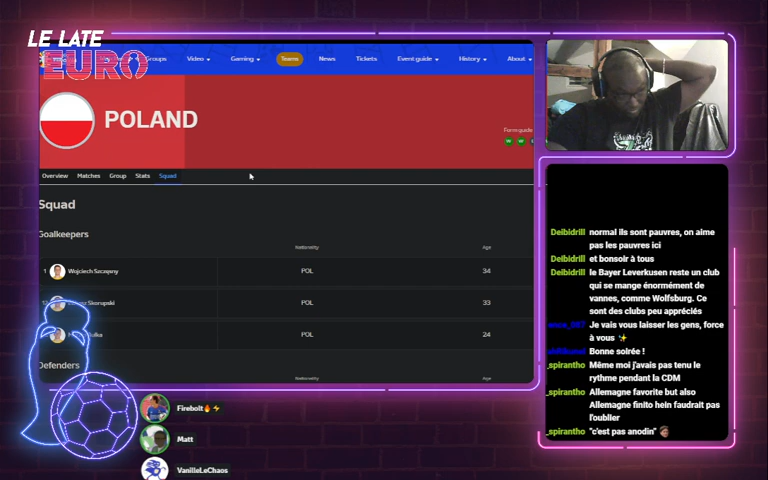 LE LATE
EURO
Groups
Video
Gaming
Teams
News
Tickets
Event guide
History
About
POLAND
Form guide
W W
Overview Matches Group Stats Squad
Squad
Goalkeepers
Nationality Age
1 Wojciech Szczęsny POL 34
Skorupski POL 33
Bułka POL 24
Defenders
Nationality Age
Firebolt
Matt
VanilleLeChaos
Deibidrill normal ils sont pauvres, on aime
pas les pauvres ici
Deibidrill et bonsoir à tous
Deibidrill le Bayer Leverkusen reste un club
qui se mange énormément de
vannes, comme Wolfsburg. Ce
sont des clubs peu appréciés
Je vais vous laisser les gens, force
à vous
Bonne soirée !
_spirantho Même moi j'avais pas tenu le
rythme pendant la CDM
_spirantho Allemagne favorite but also
Allemagne finito hein faudrait pas
l'oublier
_spirantho "c'est pas anodin"